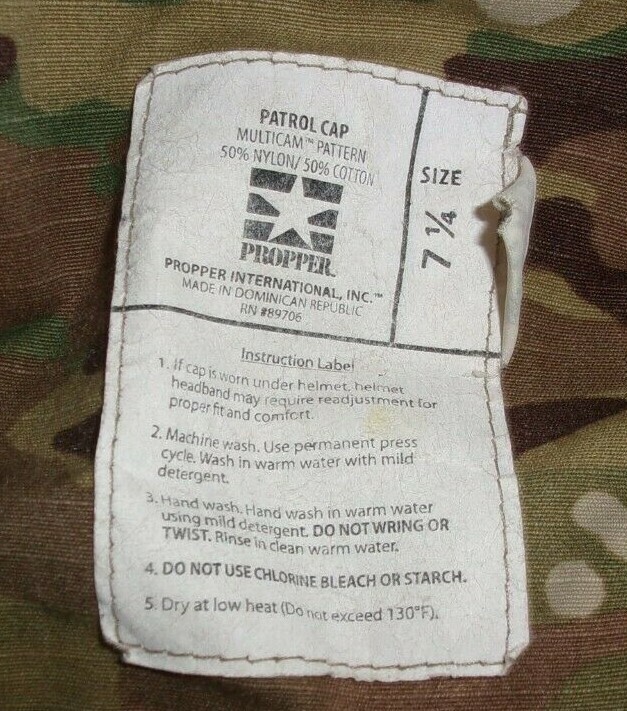 PATROL CAP
MULTICAM™ PATTERN
50% NYLON/ 50% COTTON
PROPPER
PROPPER INTERNATIONAL, INC.™
MADE IN DOMINICAN REPUBLIC
RN #89706
SIZE
7 ¼
Instruction Label
1. If cap is worn under helmet, helmet
headband may require readjustment for
proper fit and comfort.
2. Machine wash. Use permanent press
cycle. Wash in warm water with mild
detergent.
3. Hand wash. Hand wash in warm water
using mild detergent. DO NOT WRING OR
TWIST. Rinse in clean warm water.
4. DO NOT USE CHLORINE BLEACH OR STARCH.
5. Dry at low heat (Do not exceed 130°F).